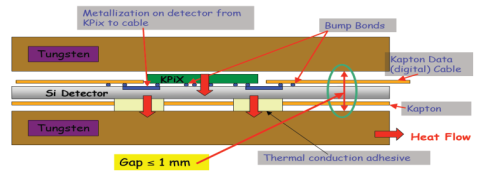 Metallization on detector from
KPix to cable
Bump Bonds
Tungsten
KPiX
Kapton Data
(digital) Cable
Si Detector
Kapton
Tungsten
Heat Flow
Gap ≤ 1 mm
Thermal conduction adhesive